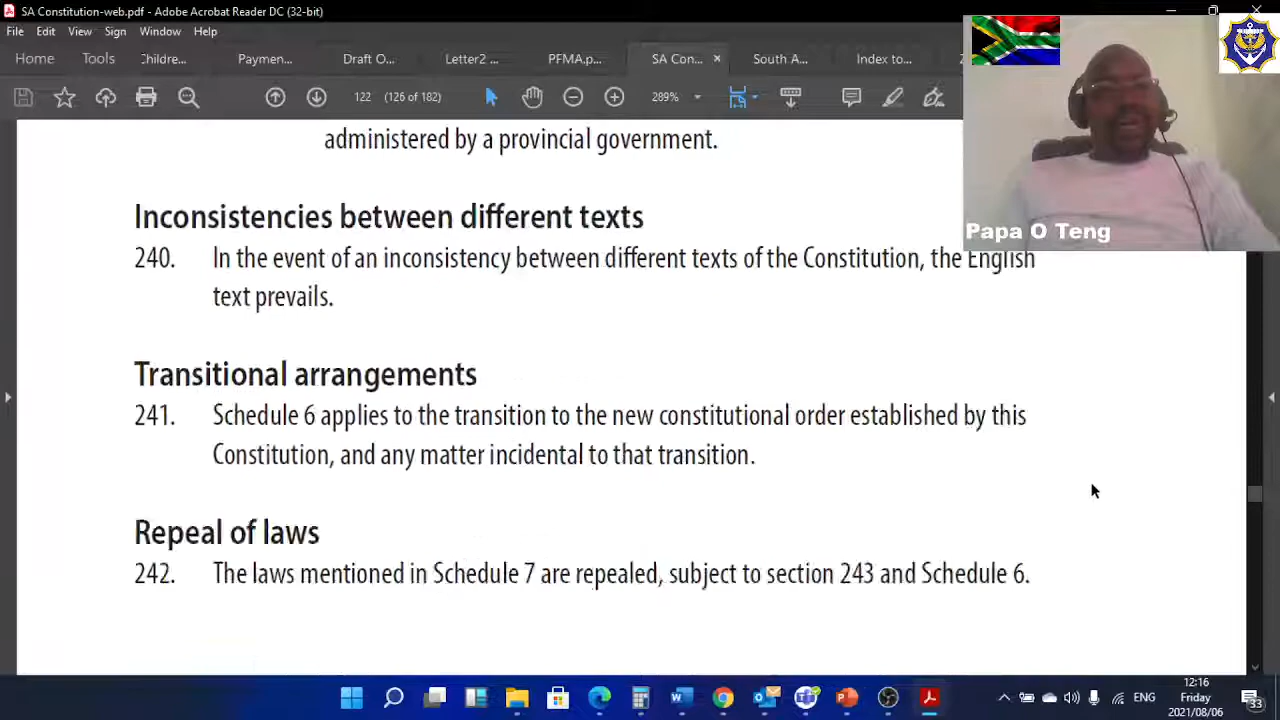 SA Constitution-web.pdf - Adobe Acrobat Reader DC (32-bit)
File Edit View Sign Window Help
Home Tools Childre... Paymen... Draft O... Letter2 ... PFMA.p... SA Con... × South A... Index to...
122 (126 of 182) 289%
administered by a provincial government.
Inconsistencies between different texts
240. In the event of an inconsistency between different texts of the Constitution, the English
text prevails.
Transitional arrangements
241. Schedule 6 applies to the transition to the new constitutional order established by this
Constitution, and any matter incidental to that transition.
Repeal of laws
242. The laws mentioned in Schedule 7 are repealed, subject to section 243 and Schedule 6.
Papa O Teng
ENG
12:16
Friday
2021/08/06
33